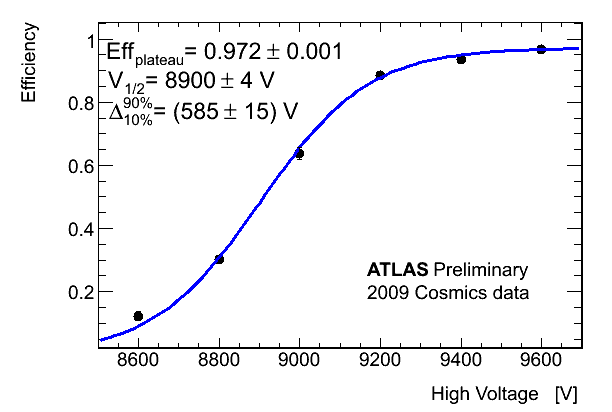 Efficiency
1
Eff_plateau = 0.972 ± 0.001
V_1/2 = 8900 ± 4 V
Δ^90%_10% = (585 ± 15) V
0.8
0.6
0.4
ATLAS Preliminary
2009 Cosmics data
0.2
8600 8800 9000 9200 9400 9600
High Voltage [V]